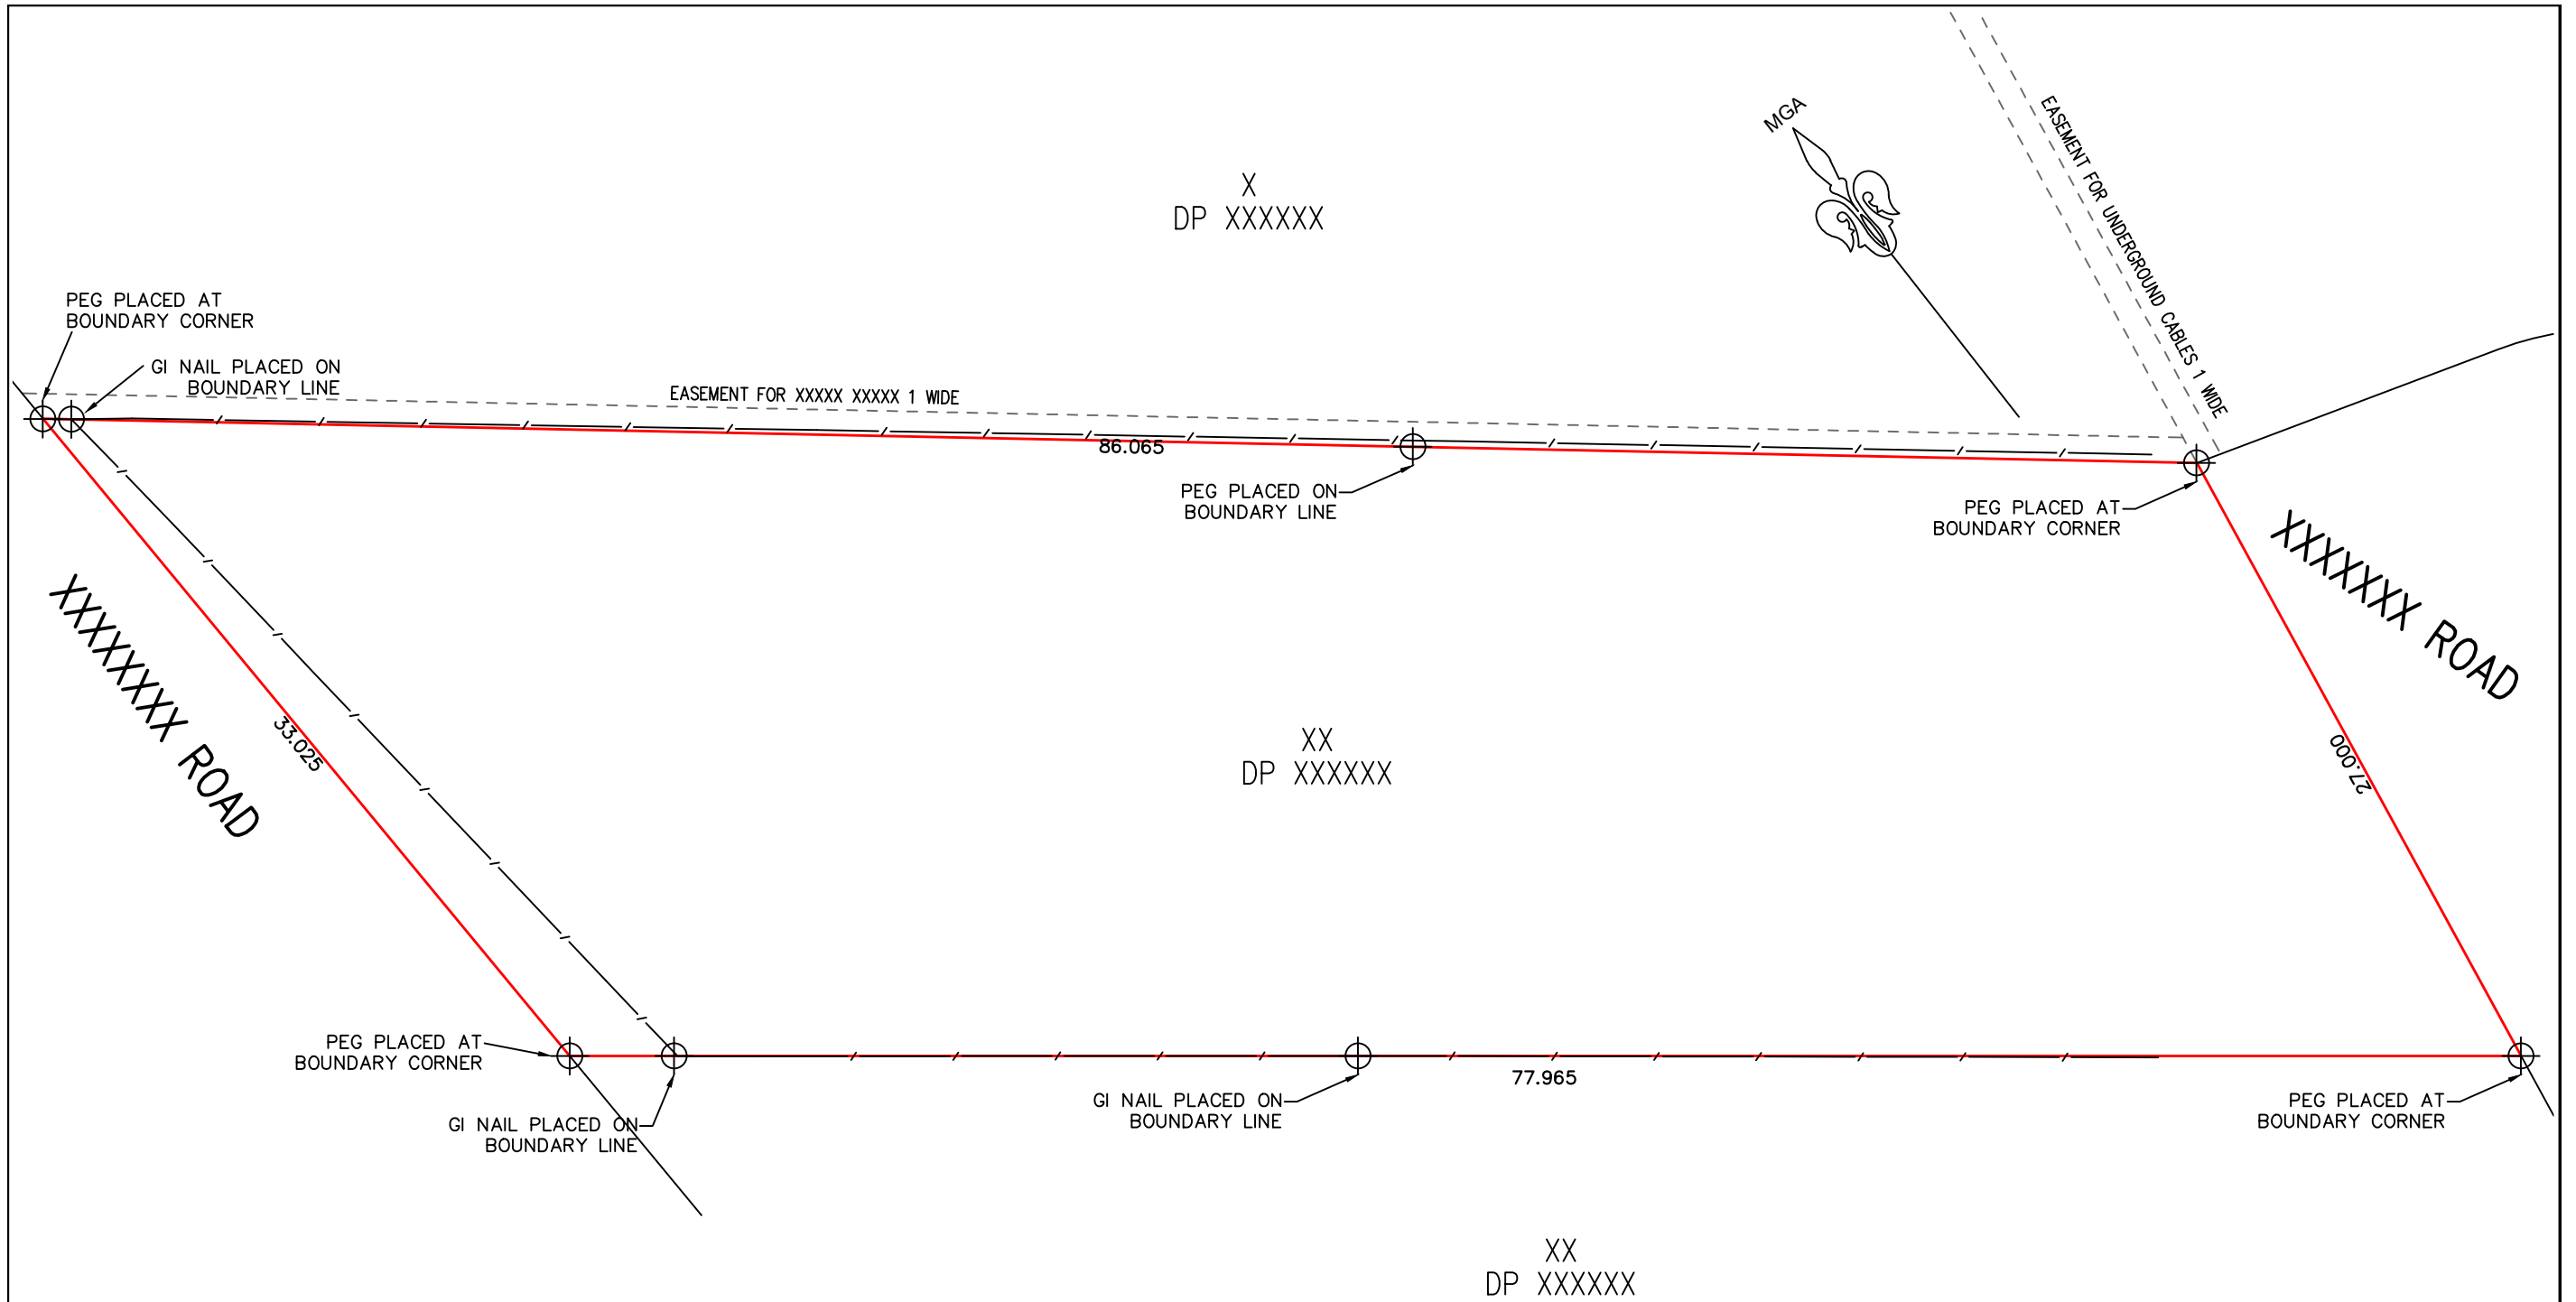 MGA
EASEMENT FOR UNDERGROUND CABLES 1 WIDE
X
DP XXXXXX
PEG PLACED AT
BOUNDARY CORNER
GI NAIL PLACED ON
BOUNDARY LINE
EASEMENT FOR XXXXX XXXXX 1 WIDE
86.065
PEG PLACED ON
BOUNDARY LINE
PEG PLACED AT
BOUNDARY CORNER
XXXXXXX ROAD
XXXXXXXX ROAD
33.025
27.000
XX
DP XXXXXX
PEG PLACED AT
BOUNDARY CORNER
GI NAIL PLACED ON
BOUNDARY LINE
GI NAIL PLACED ON
BOUNDARY LINE
77.965
PEG PLACED AT
BOUNDARY CORNER
XX
DP XXXXXX